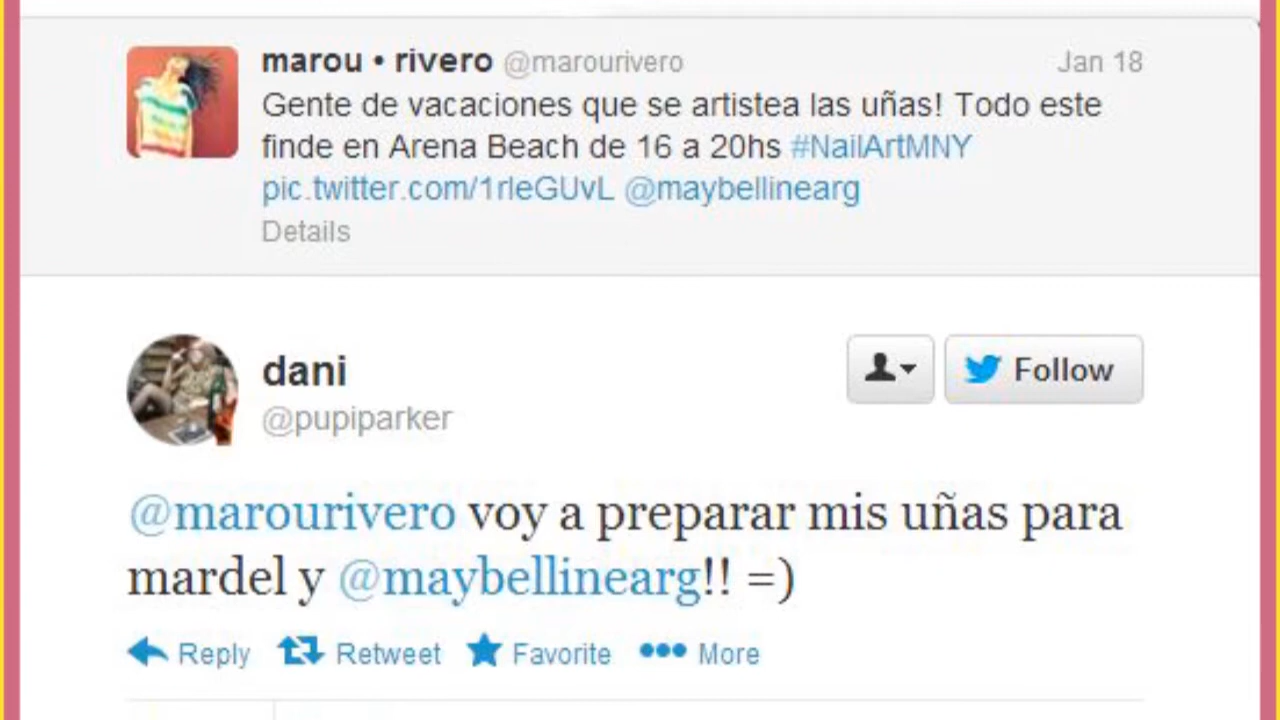 marou • rivero @marourivero Jan 18
Gente de vacaciones que se artistea las uñas! Todo este
finde en Arena Beach de 16 a 20hs #NailArtMNY
pic.twitter.com/1rleGUvL @maybellinearg
Details
dani
@pupiparker
Follow
@marourivero voy a preparar mis uñas para
mardel y @maybellinearg!! =)
Reply Retweet Favorite More